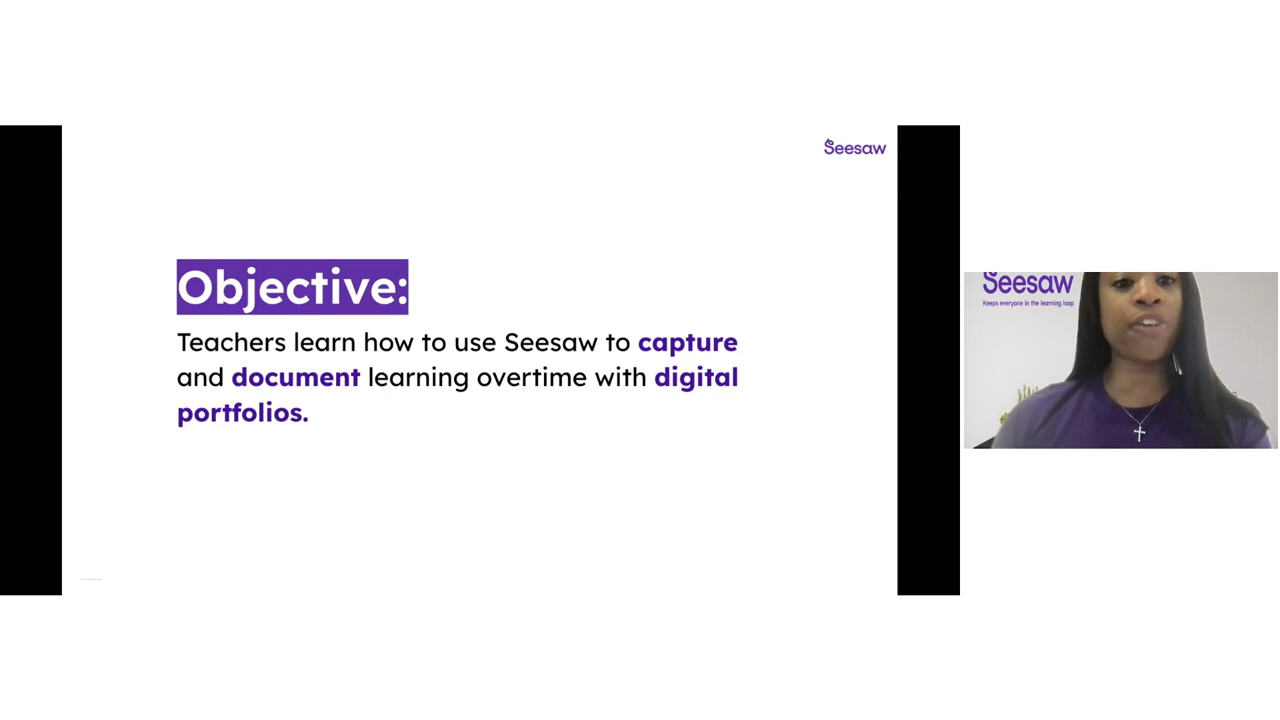 Seesaw
Objective:
Teachers learn how to use Seesaw to capture
and document learning overtime with digital
portfolios.
Seesaw
Keeps everyone in the learning loop